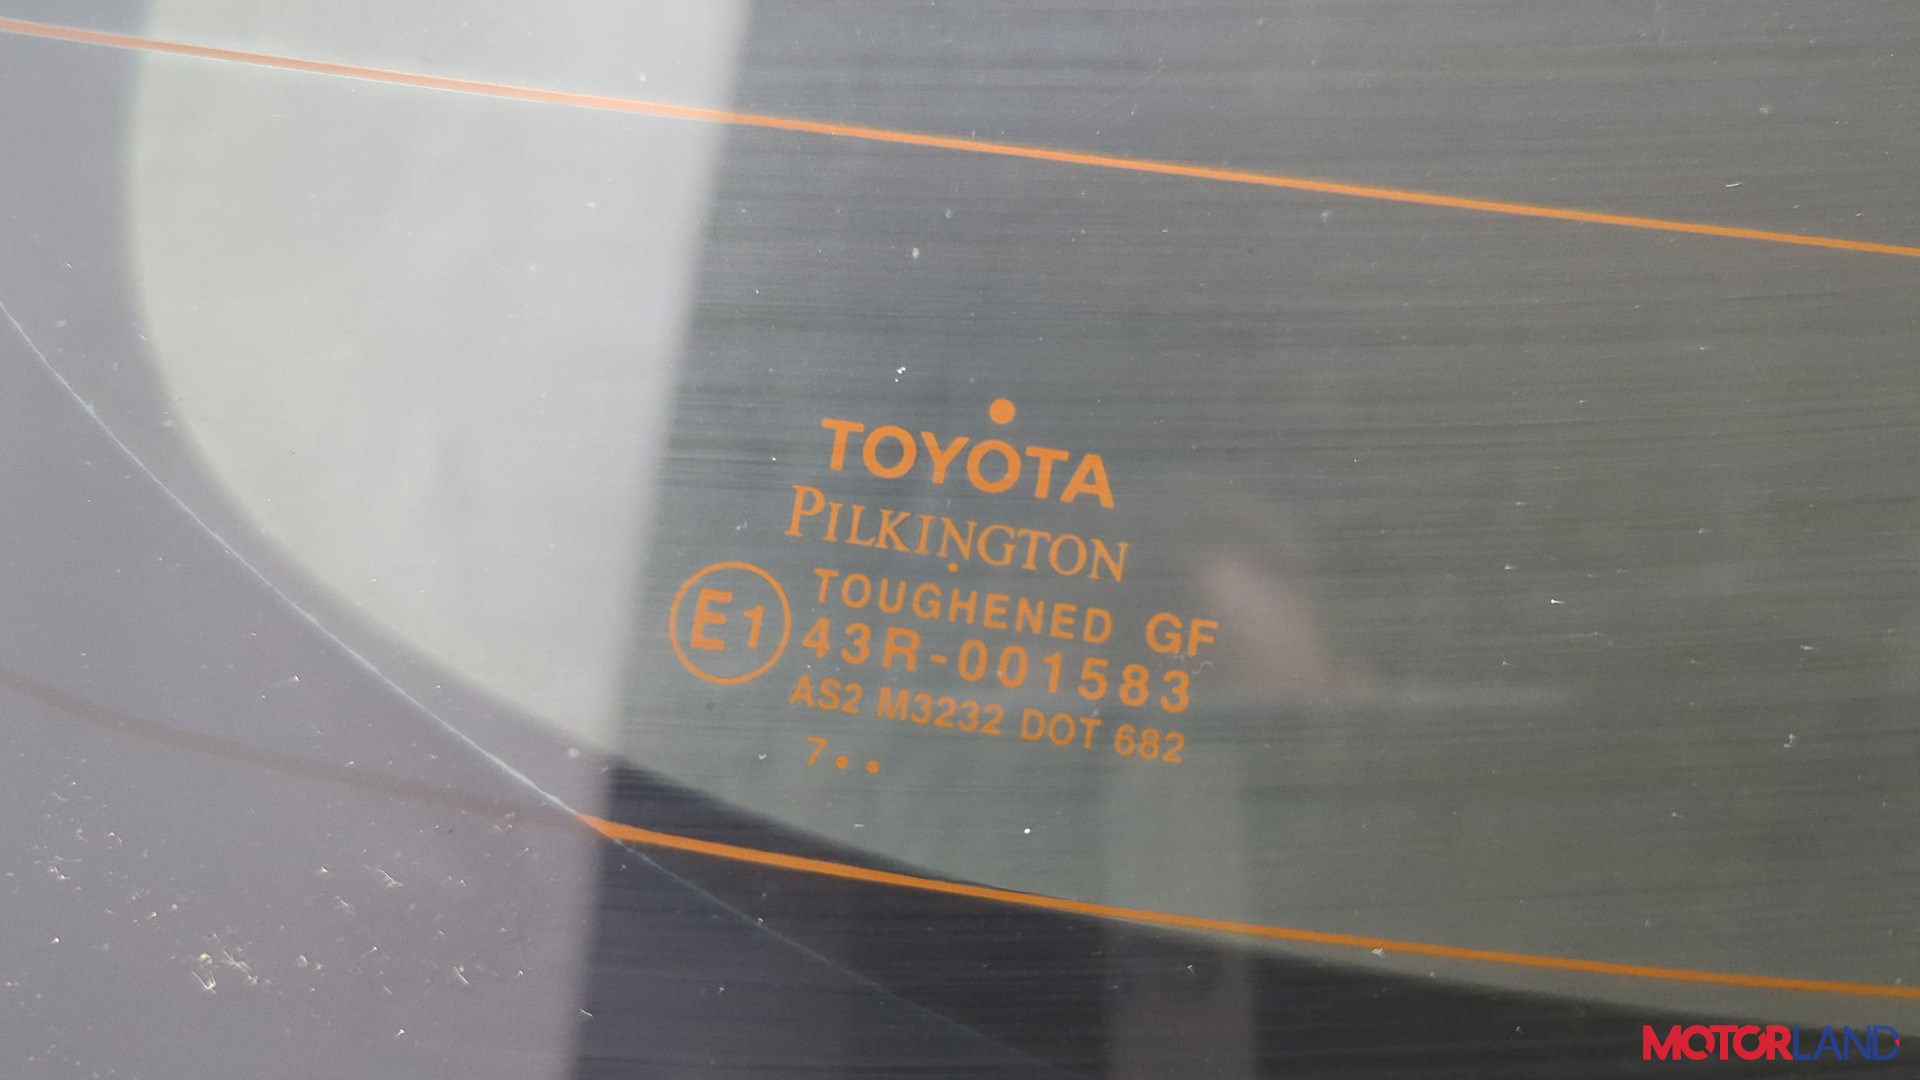 TOYOTA
PILKINGTON
TOUGHENED GF
E1 43R-001583
AS2 M3232 DOT 682
7..
MOTORLAND